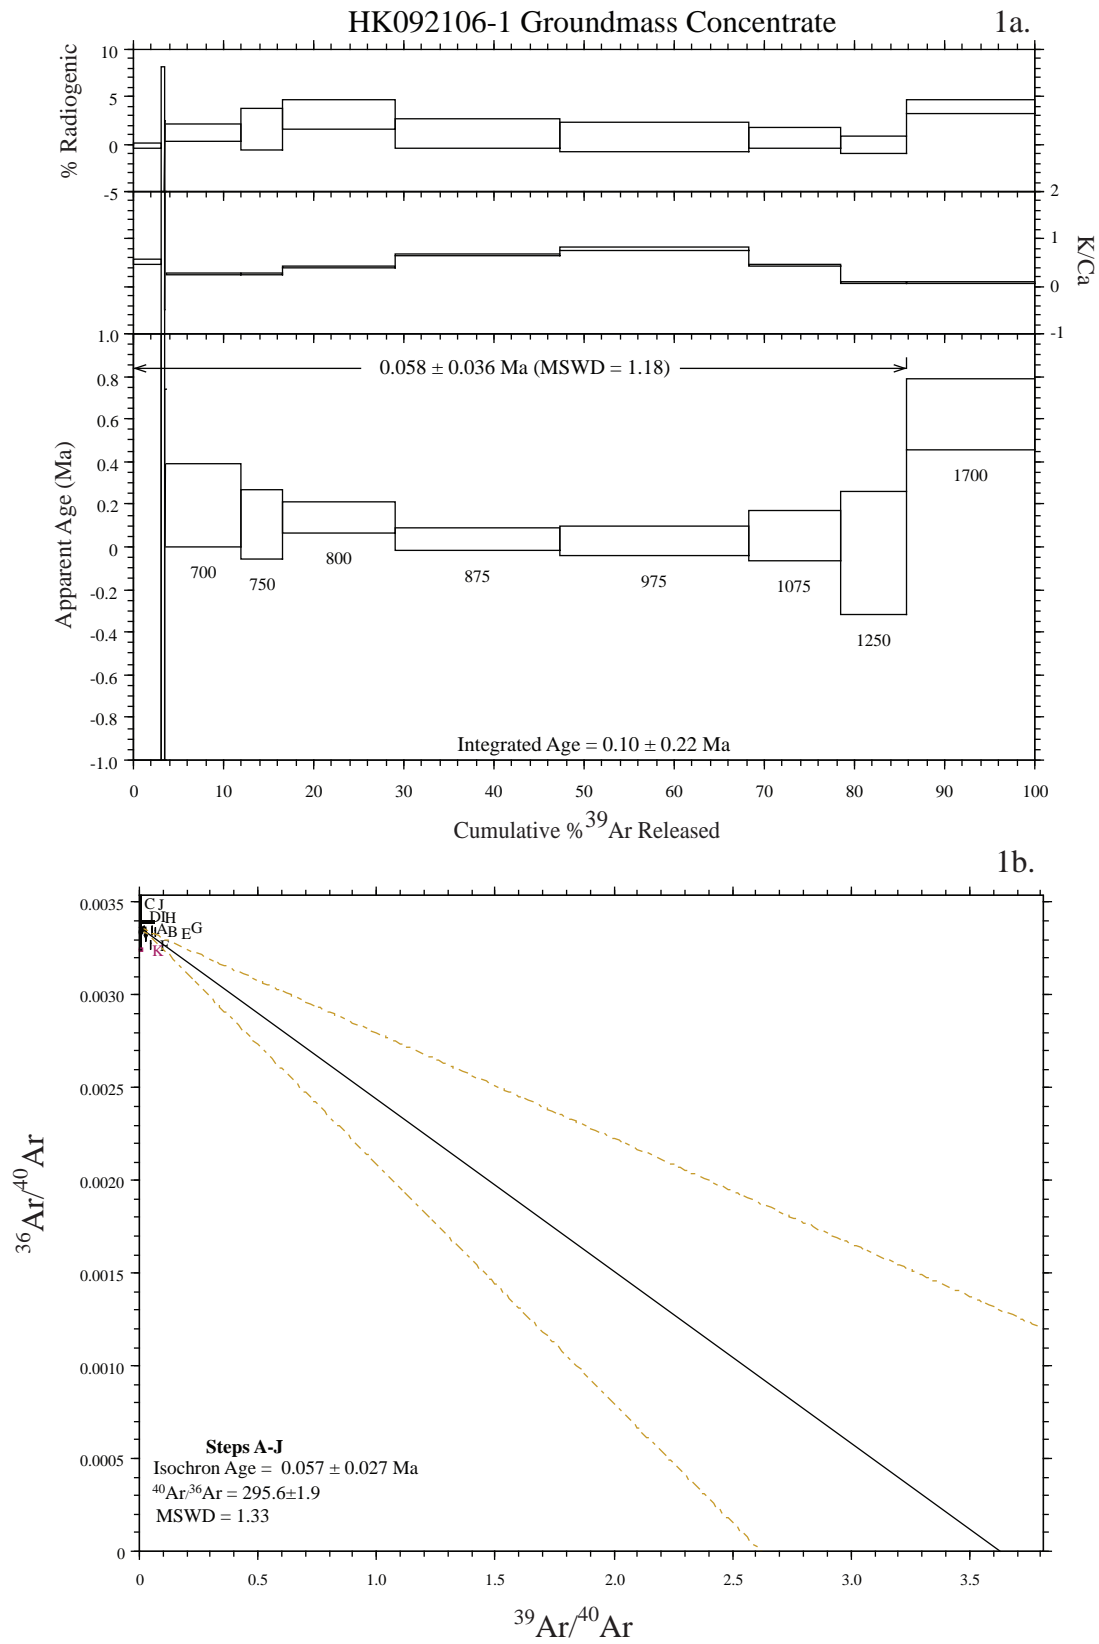 HK092106-1 Groundmass Concentrate
1a.
% Radiogenic
10
5
0
-5
2
1
0
-1
K/Ca
Apparent Age (Ma)
1.0
0.8
0.6
0.4
0.2
0
-0.2
-0.4
-0.6
-0.8
-1.0
0.058 ± 0.036 Ma (MSWD = 1.18)
700
750
800
875
975
1075
1250
1700
Integrated Age = 0.10 ± 0.22 Ma
0 10 20 30 40 50 60 70 80 90 100
Cumulative % 39Ar Released
1b.
36Ar/40Ar
0.0035
0.0030
0.0025
0.0020
0.0015
0.0010
0.0005
0
C J
D I H
A B E G
F
K
Steps A-J
Isochron Age = 0.057 ± 0.027 Ma
40Ar/36Ar = 295.6±1.9
MSWD = 1.33
0 0.5 1.0 1.5 2.0 2.5 3.0 3.5
39Ar/40Ar